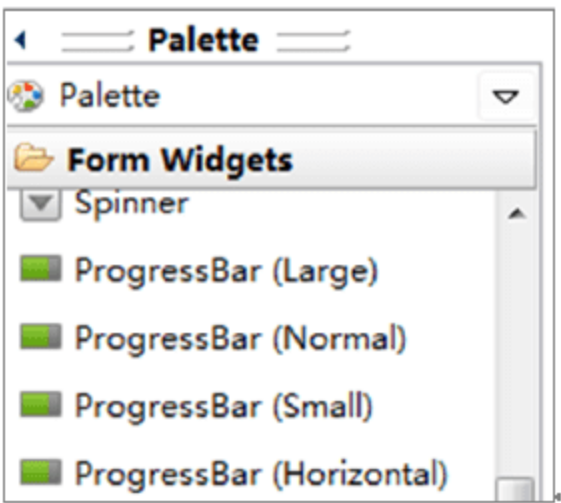 Palette
Palette
Form Widgets
Spinner
ProgressBar (Large)
ProgressBar (Normal)
ProgressBar (Small)
ProgressBar (Horizontal)